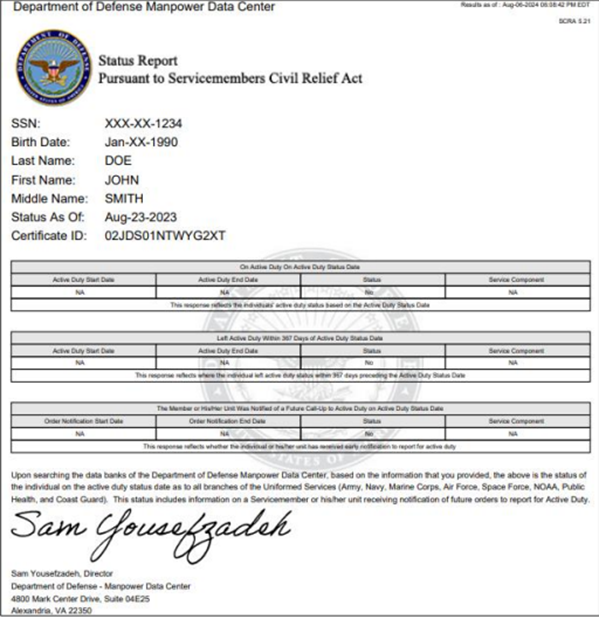 Department of Defense Manpower Data Center
Results as of : Aug-06-2024 06:08:42 PM EDT
SCRA 5.21
Status Report
Pursuant to Servicemembers Civil Relief Act
SSN: XXX-XX-1234
Birth Date: Jan-XX-1990
Last Name: DOE
First Name: JOHN
Middle Name: SMITH
Status As Of: Aug-23-2023
Certificate ID: 02JDS01NTWYG2XT
On Active Duty On Active Duty Status Date
Active Duty Start Date Active Duty End Date Status Service Component
NA NA No NA
This response reflects the individuals' active duty status based on the Active Duty Status Date
Left Active Duty Within 367 Days of Active Duty Status Date
Active Duty Start Date Active Duty End Date Status Service Component
NA NA No NA
This response reflects where the individual left active duty status within 367 days preceding the Active Duty Status Date
The Member or His/Her Unit Was Notified of a Future Call-Up to Active Duty on Active Duty Status Date
Order Notification Start Date Order Notification End Date Status Service Component
NA NA No NA
This response reflects whether the individual or his/her unit has received early notification to report for active duty
Upon searching the data banks of the Department of Defense Manpower Data Center, based on the information that you provided, the above is the status of
the individual on the active duty status date as to all branches of the Uniformed Services (Army, Navy, Marine Corps, Air Force, Space Force, NOAA, Public
Health, and Coast Guard). This status includes information on a Servicemember or his/her unit receiving notification of future orders to report for Active Duty.
Sam Yousefzadeh
Sam Yousefzadeh, Director
Department of Defense - Manpower Data Center
4800 Mark Center Drive, Suite 04E25
Alexandria, VA 22350